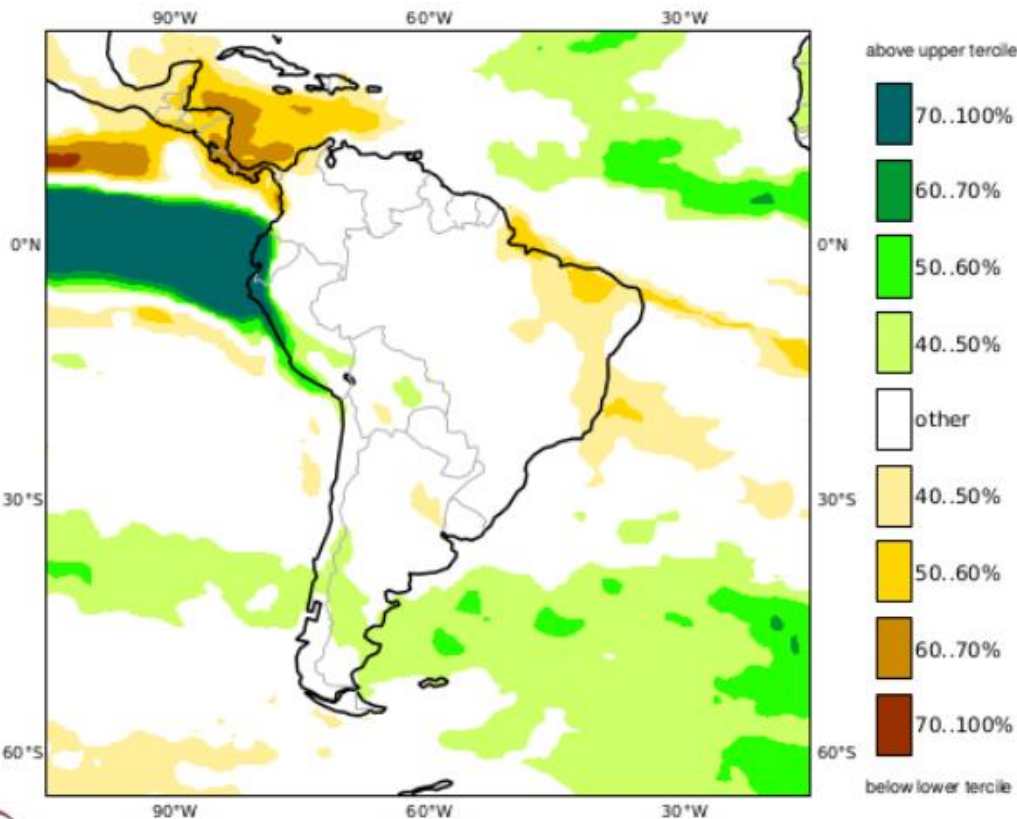 90°W 60°W 30°W
above upper tercile
70..100%
60..70%
0°N 0°N
50..60%
40..50%
other
30°S 30°S
40..50%
50..60%
60..70%
70..100%
60°S 60°S
below lower tercile
90°W 60°W 30°W